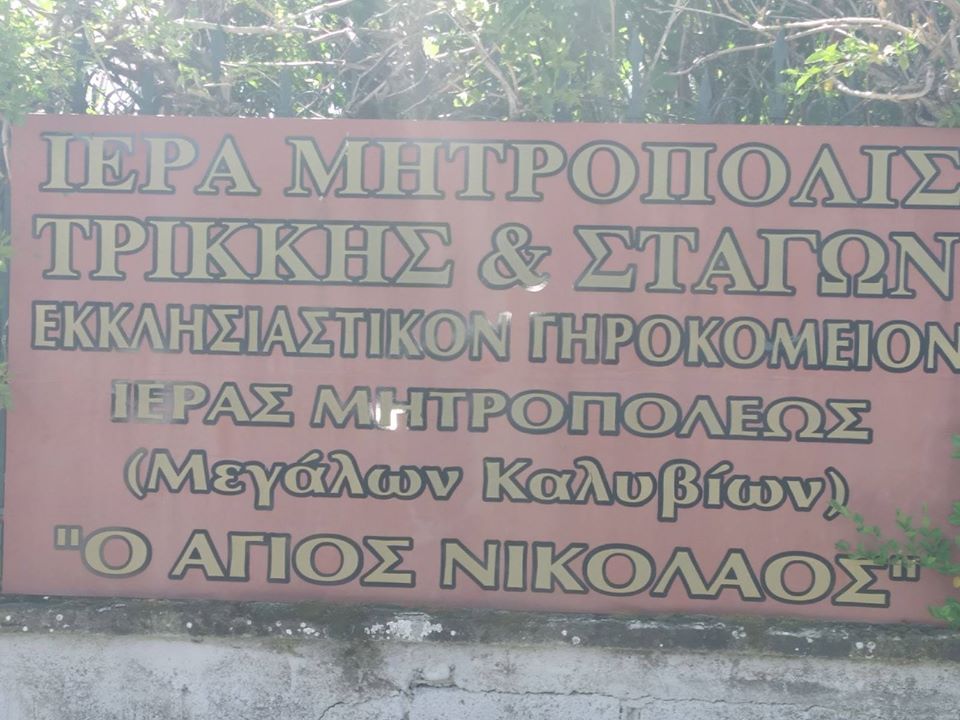 ΙΕΡΑ ΜΗΤΡΟΠΟΛΙΣ
ΤΡΙΚΚΗΣ & ΣΤΑΓΩΝ
ΕΚΚΛΗΣΙΑΣΤΙΚΟΝ ΓΗΡΟΚΟΜΕΙΟΝ
ΙΕΡΑΣ ΜΗΤΡΟΠΟΛΕΩΣ
(Μεγάλων Καλυβίων)
"Ο ΑΓΙΟΣ ΝΙΚΟΛΑΟΣ"